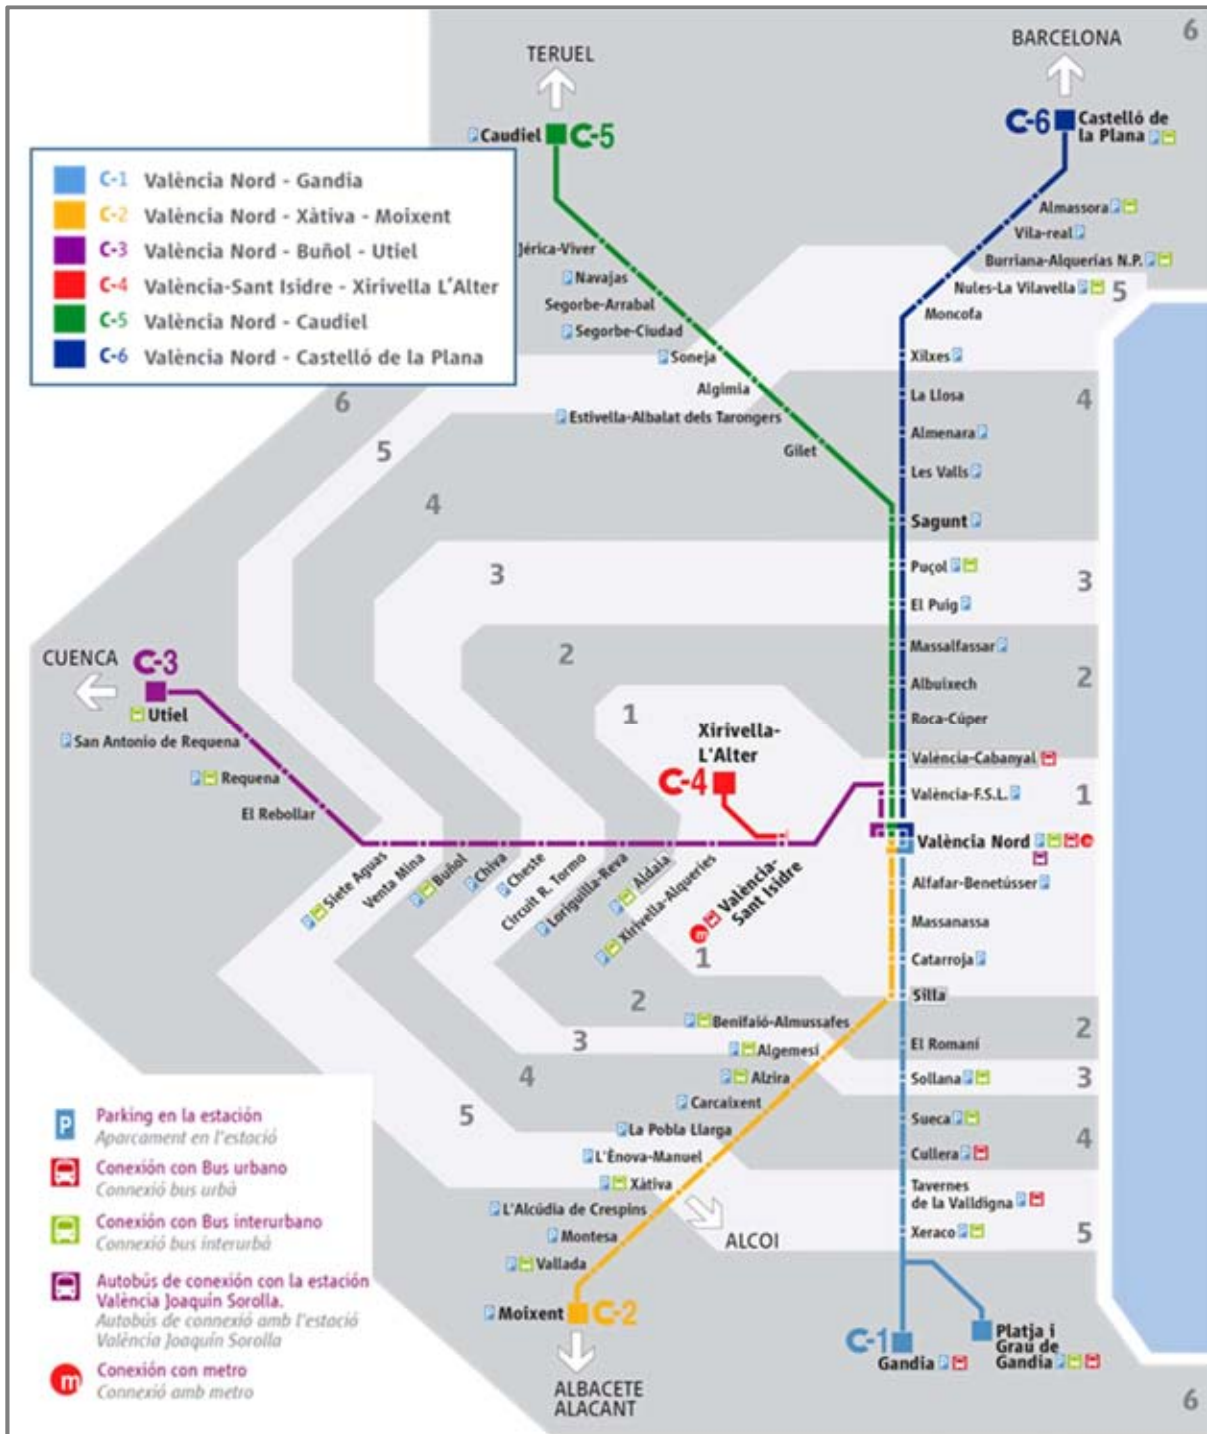 6
TERUEL
BARCELONA
Caudiel C-5
C-6 Castelló de
la Plana
C-1 València Nord - Gandia
C-2 València Nord - Xàtiva - Moixent
C-3 València Nord - Buñol - Utiel
C-4 València-Sant Isidre - Xirivella L'Alter
C-5 València Nord - Caudiel
C-6 València Nord - Castelló de la Plana
Almassora
Vila-real
Burriana-Alquerías N.P.
Nules-La Vilavella
5
Moncofa
Xilxes
La Llosa
4
Almenara
Les Valls
Sagunt
Puçol
3
El Puig
Massalfassar
2
Albuixech
Roca-Cúper
València-Cabanyal
València-F.S.L.
1
València Nord
Jérica-Viver
Navajas
Segorbe-Arrabal
Segorbe-Ciudad
Soneja
Algimia
Estivella-Albalat dels Tarongers
Gilet
6
5
4
3
2
1
CUENCA
C-3
Utiel
San Antonio de Requena
Requena
El Rebollar
Siete Aguas
Venta Mina
Buñol
Chiva
Cheste
Circuit R. Tormo
Loriguilla-Reva
Aldaia
Xirivella-Alqueries
València-
Sant Isidre
m
Xirivella-
L'Alter
C-4
m
Alfafar-Benetússer
Massanassa
Catarroja
Silla
1
2
3
4
5
Benifaió-Almussafes
Algemesí
Alzira
Carcaixent
La Pobla Llarga
L'Ènova-Manuel
Xàtiva
L'Alcúdia de Crespins
Montesa
Vallada
Moixent C-2
ALCOI
ALBACETE
ALACANT
El Romaní
2
Sollana
3
Sueca
4
Cullera
Tavernes
de la Valldigna
Xeraco
5
C-1
Gandia
Platja i
Grau de
Gandia
6
P
Parking en la estación
Aparcament en l'estació
Conexión con Bus urbano
Connexió bus urbà
Conexión con Bus interurbano
Connexió bus interurbà
Autobús de conexión con la estación
València Joaquín Sorolla.
Autobús de connexió amb l'estació
València Joaquín Sorolla
m
Conexión con metro
Connexió amb metro